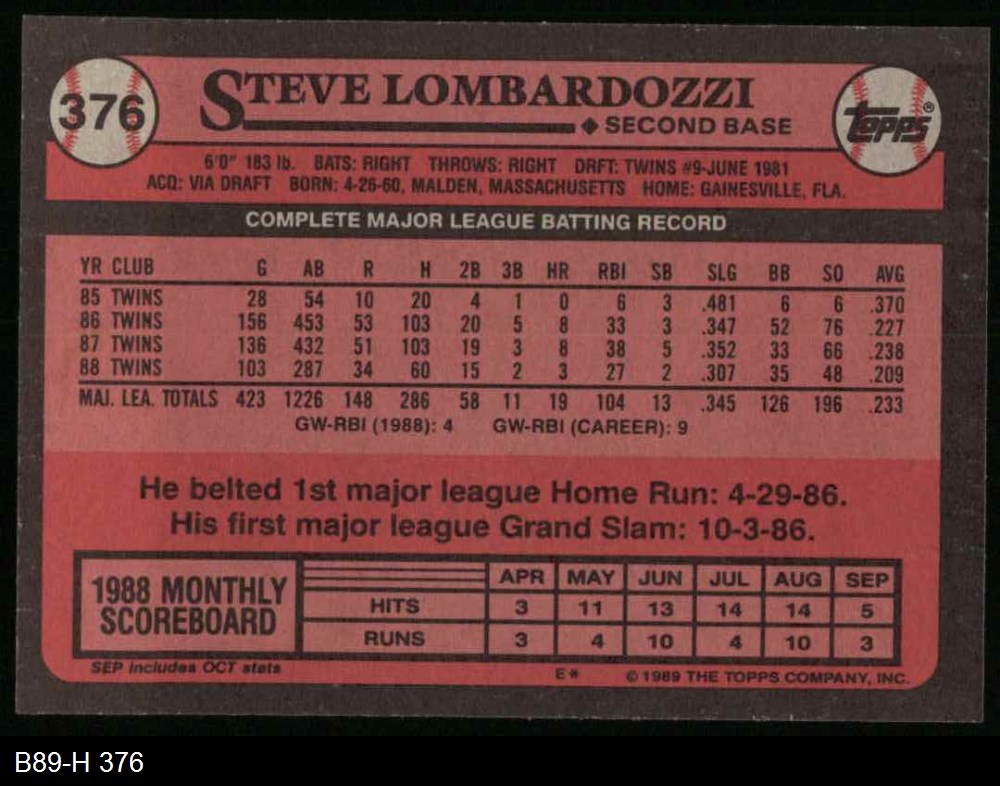 376
STEVE LOMBARDOZZI
◆ SECOND BASE
Topps®
6'0" 183 lb. BATS: RIGHT THROWS: RIGHT DRFT: TWINS #9-JUNE 1981
ACQ: VIA DRAFT BORN: 4-26-60, MALDEN, MASSACHUSETTS HOME: GAINESVILLE, FLA.
COMPLETE MAJOR LEAGUE BATTING RECORD
YR CLUB G AB R H 2B 3B HR RBI SB SLG BB SO AVG
85 TWINS 28 54 10 20 4 1 0 6 3 .481 6 6 .370
86 TWINS 156 453 53 103 20 5 8 33 3 .347 52 76 .227
87 TWINS 136 432 51 103 19 3 8 38 5 .352 33 66 .238
88 TWINS 103 287 34 60 15 2 3 27 2 .307 35 48 .209
MAJ. LEA. TOTALS 423 1226 148 286 58 11 19 104 13 .345 126 196 .233
GW-RBI (1988): 4 GW-RBI (CAREER): 9
He belted 1st major league Home Run: 4-29-86.
His first major league Grand Slam: 10-3-86.
1988 MONTHLY
SCOREBOARD
APR MAY JUN JUL AUG SEP
HITS 3 11 13 14 14 5
RUNS 3 4 10 4 10 3
SEP includes OCT stats
E* © 1989 THE TOPPS COMPANY, INC.
B89-H 376